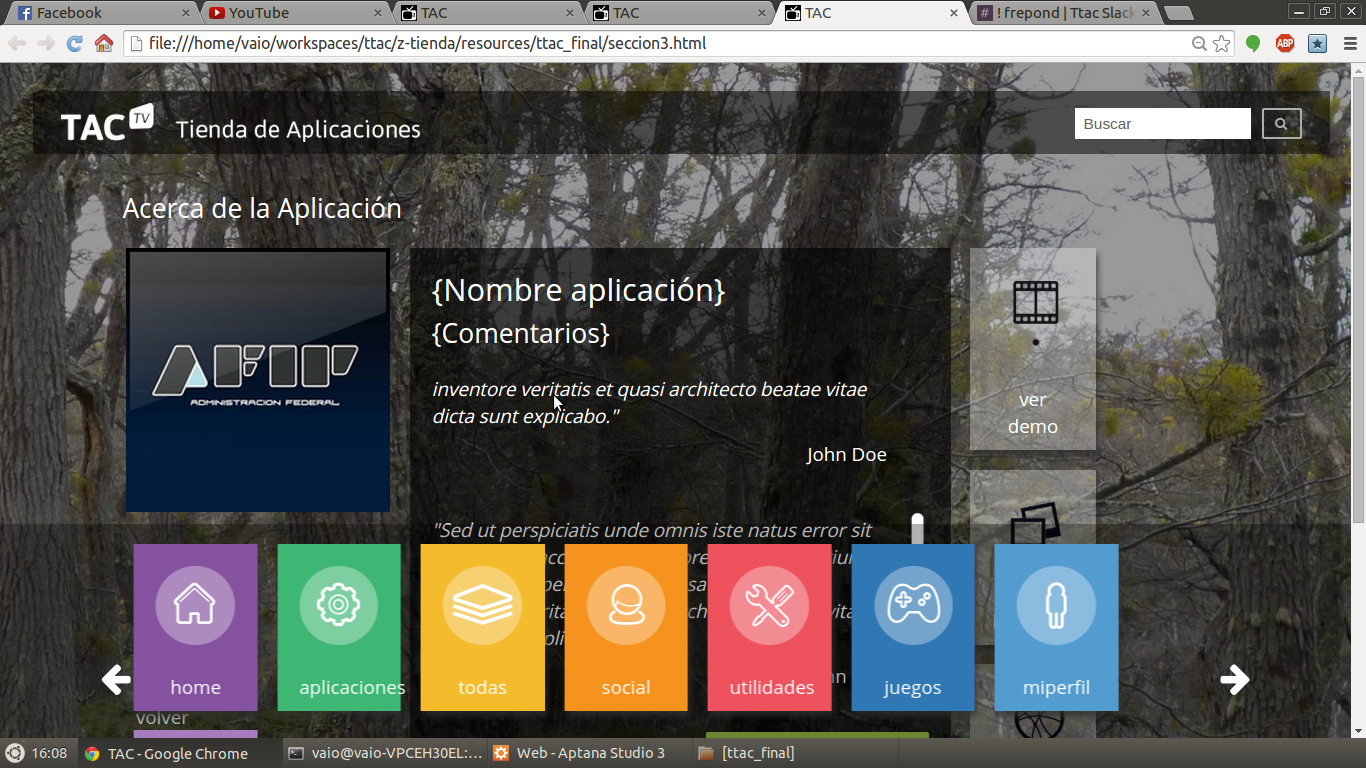 Facebook
YouTube
TAC
TAC
TAC
# ! frepond | Ttac Slack
file:///home/vaio/workspaces/ttac/z-tienda/resources/ttac_final/seccion3.html
ABP
TAC TV Tienda de Aplicaciones
Buscar
Acerca de la Aplicación
AFIP
ADMINISTRACION FEDERAL
{Nombre aplicación}
{Comentarios}
inventore veritatis et quasi architecto beatae vitae
dicta sunt explicabo."
John Doe
"Sed ut perspiciatis unde omnis iste natus error sit
ver
demo
home
aplicaciones
todas
social
utilidades
juegos
miperfil
volver
16:08
TAC - Google Chrome
vaio@vaio-VPCEH30EL:...
Web - Aptana Studio 3
[ttac_final]